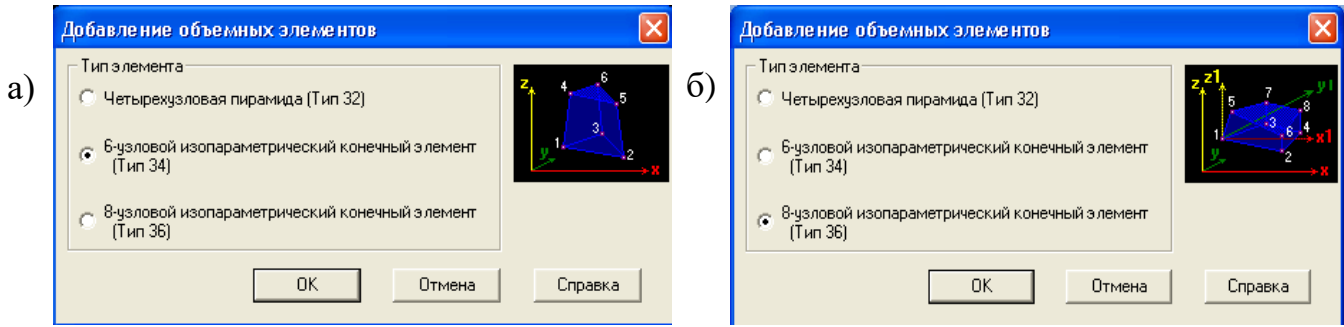 а)
Добавление объемных элементов
Тип элемента
Четырехузловая пирамида (Тип 32)
6-узловой изопараметрический конечный элемент
(Тип 34)
8-узловой изопараметрический конечный элемент
(Тип 36)
z 4 6 5 3 1 2 y x
ОК Отмена Справка
б)
Добавление объемных элементов
Тип элемента
Четырехузловая пирамида (Тип 32)
6-узловой изопараметрический конечный элемент
(Тип 34)
8-узловой изопараметрический конечный элемент
(Тип 36)
z z1 y1 7 5 8 3 6 4 1 x1 2 y x
ОК Отмена Справка